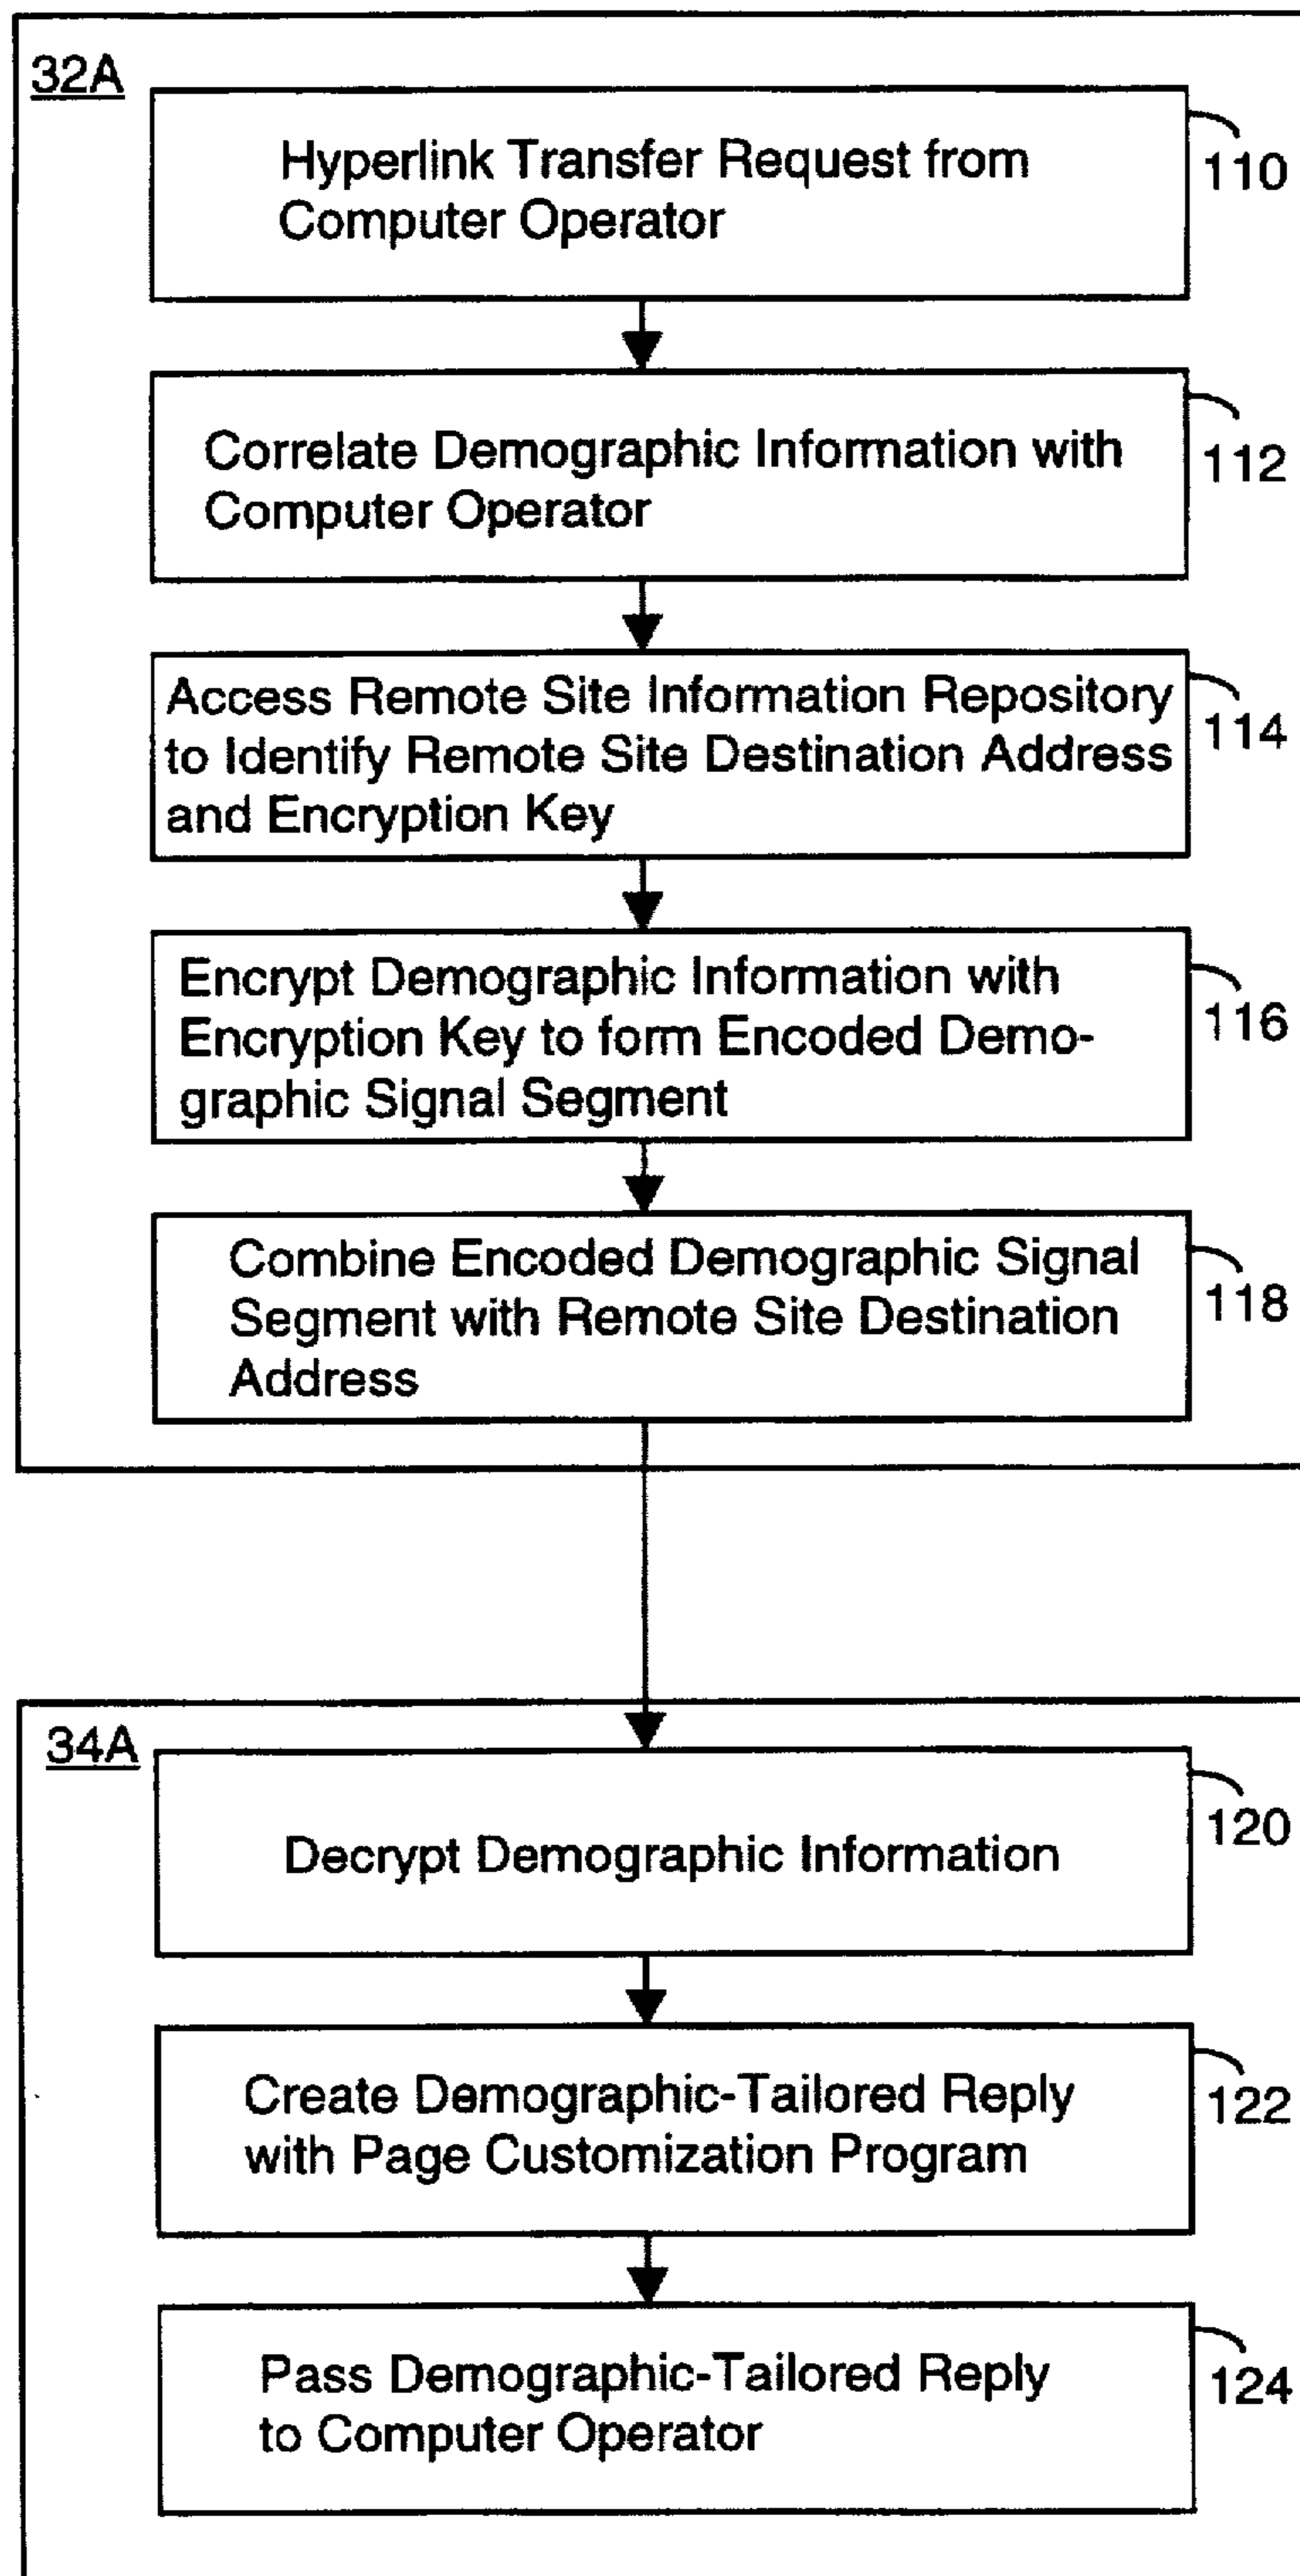 32A
Hyperlink Transfer Request from
Computer Operator
110
Correlate Demographic Information with
Computer Operator
112
Access Remote Site Information Repository
to Identify Remote Site Destination Address
and Encryption Key
114
Encrypt Demographic Information with
Encryption Key to form Encoded Demo-
graphic Signal Segment
116
Combine Encoded Demographic Signal
Segment with Remote Site Destination
Address
118
34A
Decrypt Demographic Information
120
Create Demographic-Tailored Reply
with Page Customization Program
122
Pass Demographic-Tailored Reply
to Computer Operator
124